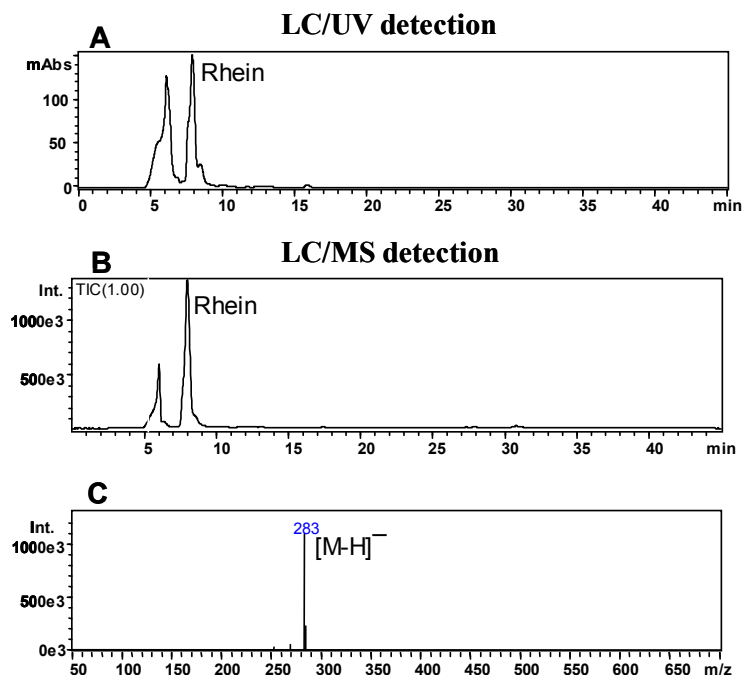 LC/UV detection
A
mAbs
Rhein
100
50
0
0 5 10 15 20 25 30 35 40 min
LC/MS detection
B
Int. TIC(1.00)
Rhein
1000e3
500e3
5 10 15 20 25 30 35 40 min
C
Int.
283
1000e3
[M-H]⁻
500e3
0e3
50 100 150 200 250 300 350 400 450 500 550 600 650 m/z